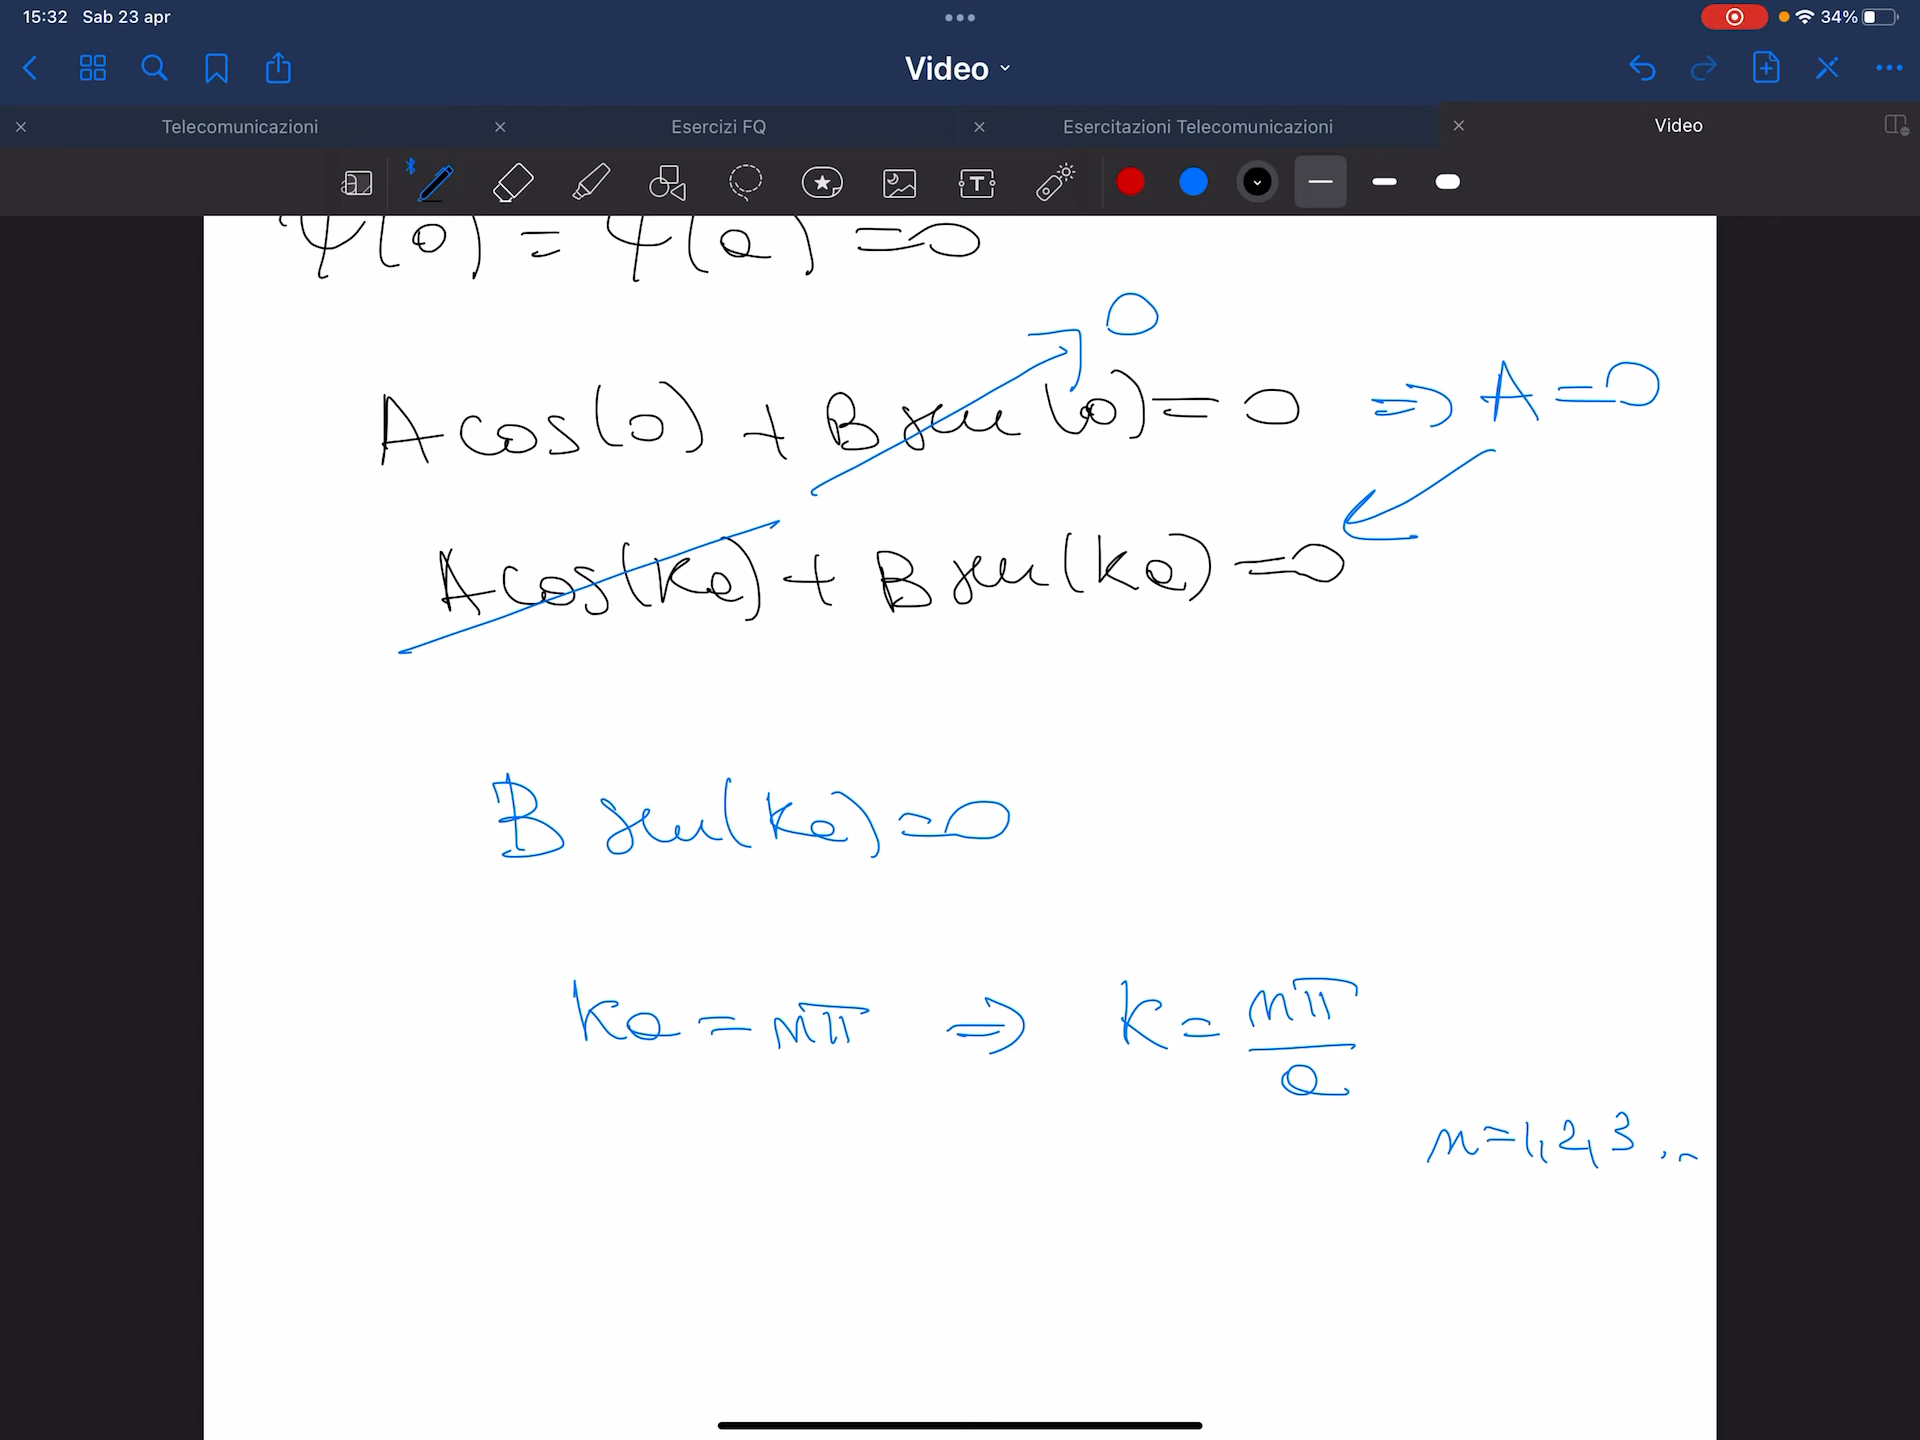 15:32 Sab 23 apr 34%
Video
Telecomunicazioni Esercizi FQ Esercitazioni Telecomunicazioni Video
ψ(0) = ψ(a) = 0
0
A cos(0) + B sen(0) = 0 ⇒ A = 0
A cos(ka) + B sen(ka) = 0
B sen(ka) = 0
ka = nπ ⇒ k = nπ/a
n = 1, 2, 3 ...